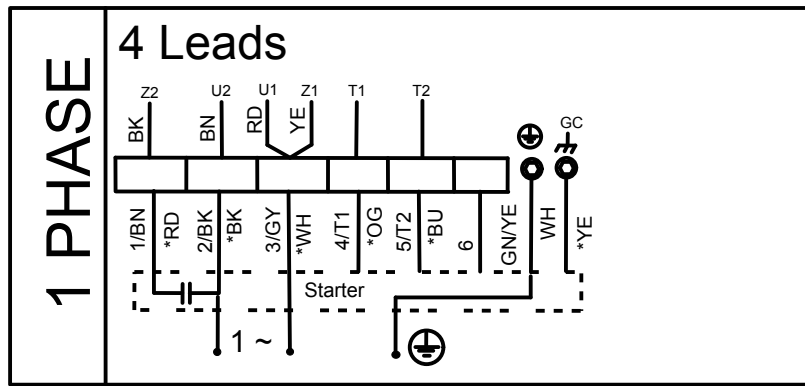 1 PHASE
4 Leads
Z2 U2 U1 Z1 T1 T2
GC
BK BN RD YE
1/BN *RD 2/BK *BK 3/GY *WH 4/T1 *OG 5/T2 *BU 6 GN/YE WH *YE
Starter
1 ~